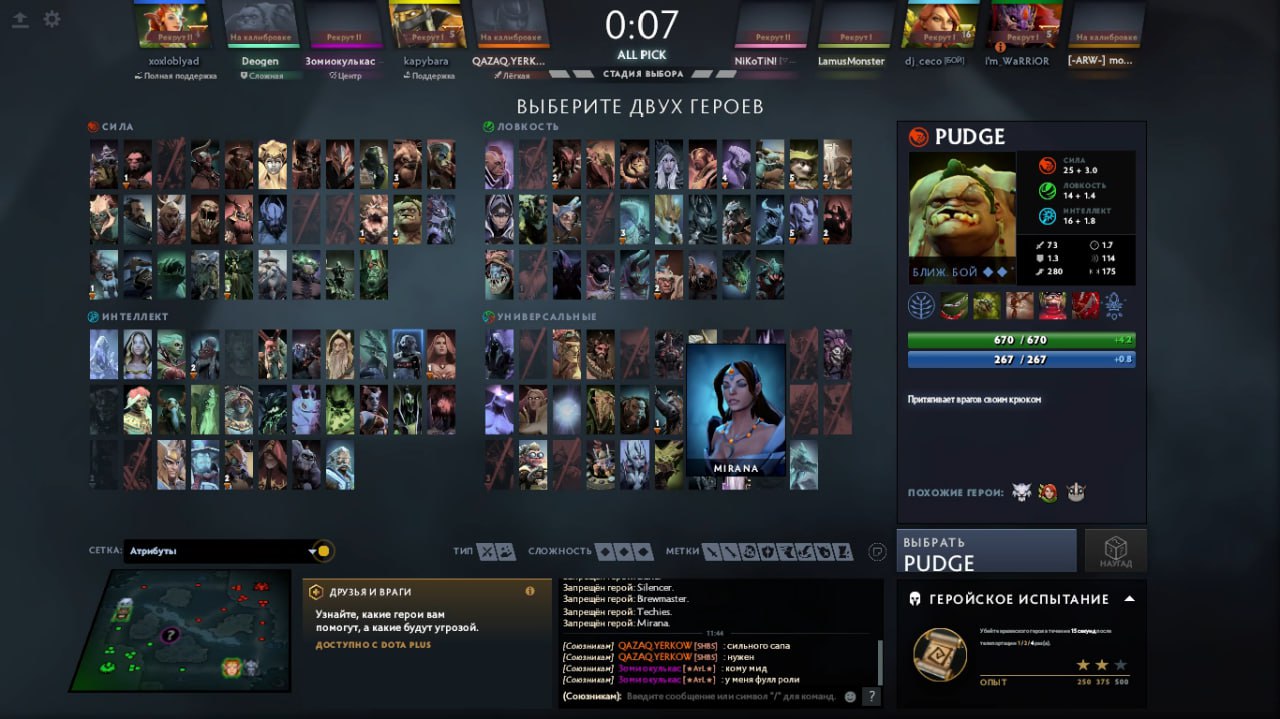 0:07
ALL PICK
СТАДИЯ ВЫБОРА
Рекрут II
На калибровке
Рекрут II
Рекрут I 5
На калибровке
Рекрут II
Рекрут I
Рекрут I 16
Рекрут I 5
На калибровке
xoxloblyad
Deogen
Зомиокулькас
kapybara
QAZAQ.YERK...
NiKoTiN!
LamusMonster
dj_ceco [БОЙ]
I'm_WaRRiOR
[-ARW-] mo...
Полная поддержка
Сложная
Центр
Поддержка
Лёгкая
ВЫБЕРИТЕ ДВУХ ГЕРОЕВ
СИЛА
ЛОВКОСТЬ
ИНТЕЛЛЕКТ
УНИВЕРСАЛЬНЫЕ
MIRANA
PUDGE
СИЛА
25 + 3.0
ЛОВКОСТЬ
14 + 1.4
ИНТЕЛЛЕКТ
16 + 1.8
БЛИЖ. БОЙ
73 1.7
1.3 114
280 175
670 / 670 +4.2
267 / 267 +0.8
Притягивает врагов своим крюком
ПОХОЖИЕ ГЕРОИ:
ВЫБРАТЬ
PUDGE
НАУГАД
СЕТКА: Атрибуты
ТИП
СЛОЖНОСТЬ
МЕТКИ
?
ДРУЗЬЯ И ВРАГИ
Узнайте, какие герои вам
помогут, а какие будут угрозой.
ДОСТУПНО С DOTA PLUS
Запрещён герой: Silencer.
Запрещён герой: Brewmaster.
Запрещён герой: Techies.
Запрещён герой: Mirana.
11:44
[Союзникам] QAZAQ.YERKOW [SHBS] : сильного сапа
[Союзникам] QAZAQ.YERKOW [SHBS] : нужен
[Союзникам] Зомиокулькас [★ArL★] : кому мид
[Союзникам] Зомиокулькас [★ArL★] : у меня фулл роли
(Союзникам): Введите сообщение или символ "/" для команд.
?
ГЕРОЙСКОЕ ИСПЫТАНИЕ
Убейте вражеского героя в течение 15 секунд после
телепортации 1/2/4 раз(а).
ОПЫТ
250 375 500